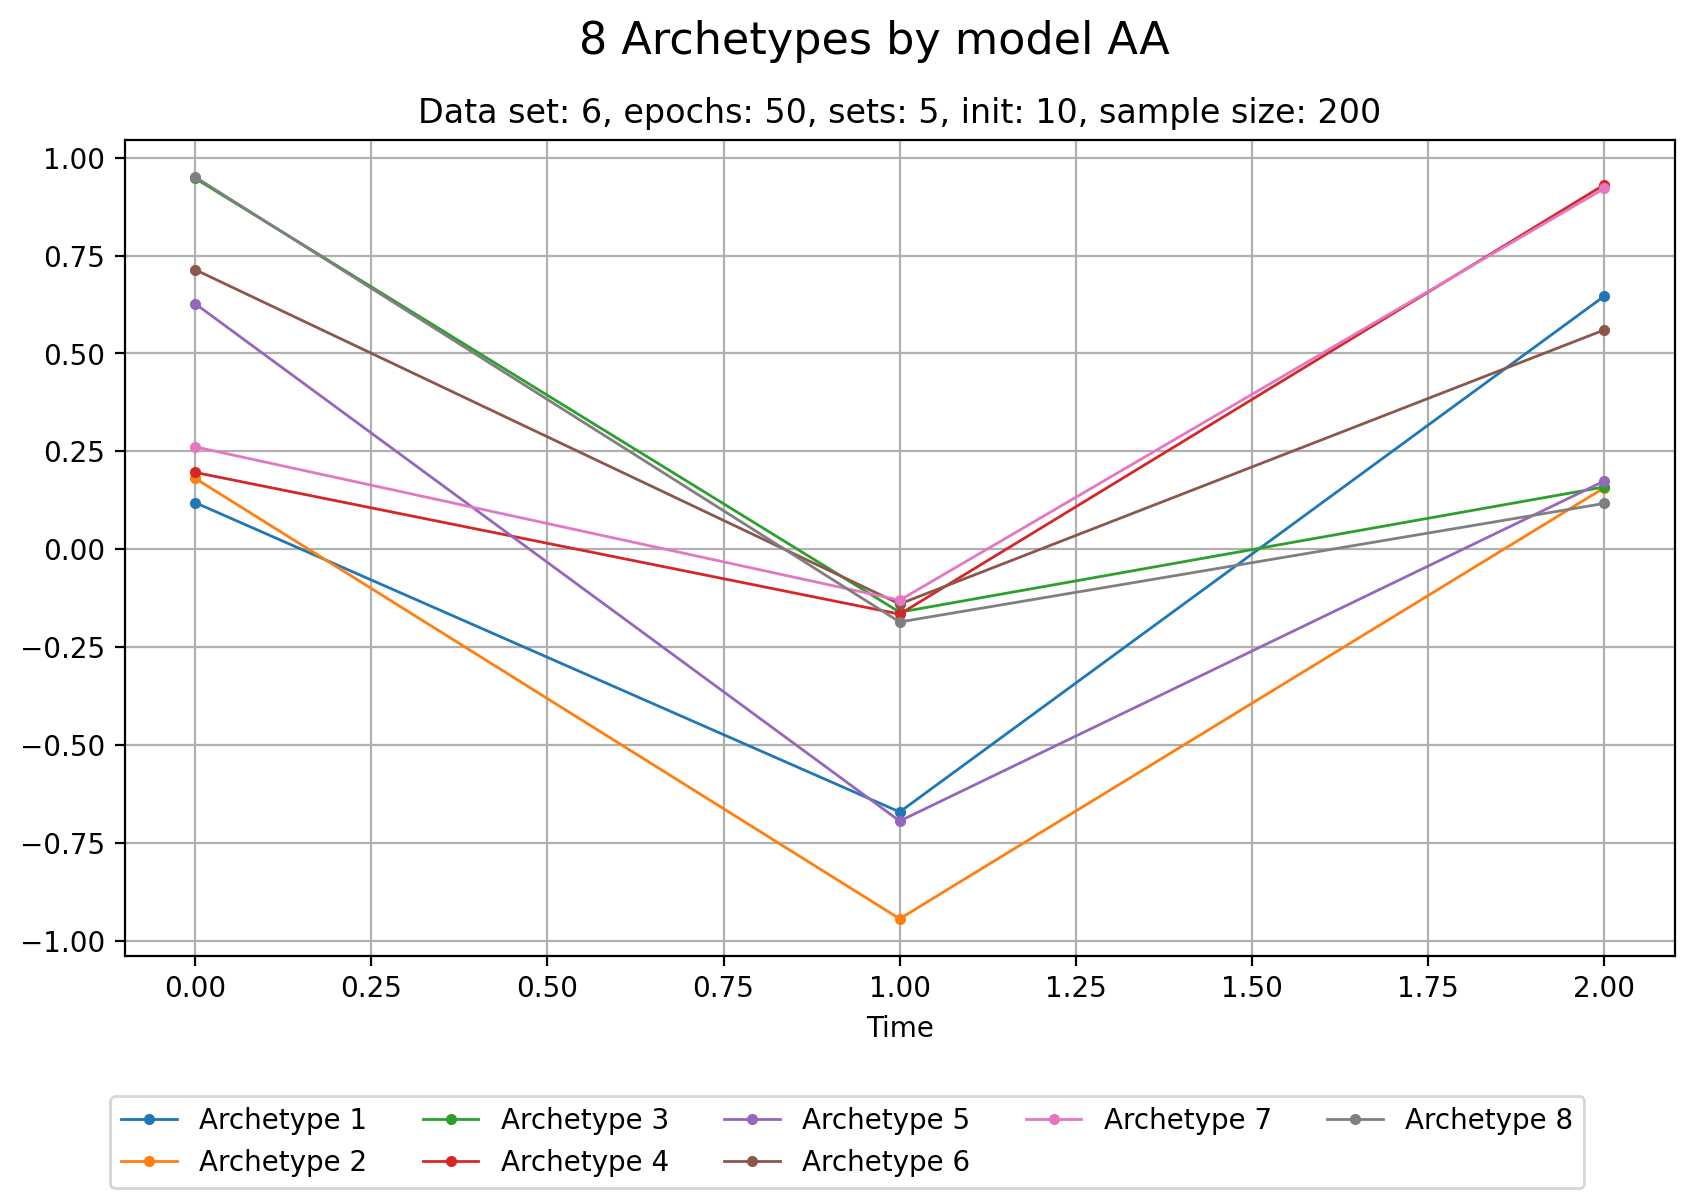 8 Archetypes by model AA
Data set: 6, epochs: 50, sets: 5, init: 10, sample size: 200
1.00
0.75
0.50
0.25
0.00
−0.25
−0.50
−0.75
−1.00
0.00 0.25 0.50 0.75 1.00 1.25 1.50 1.75 2.00
Time
Archetype 1 Archetype 3 Archetype 5 Archetype 7 Archetype 8
Archetype 2 Archetype 4 Archetype 6